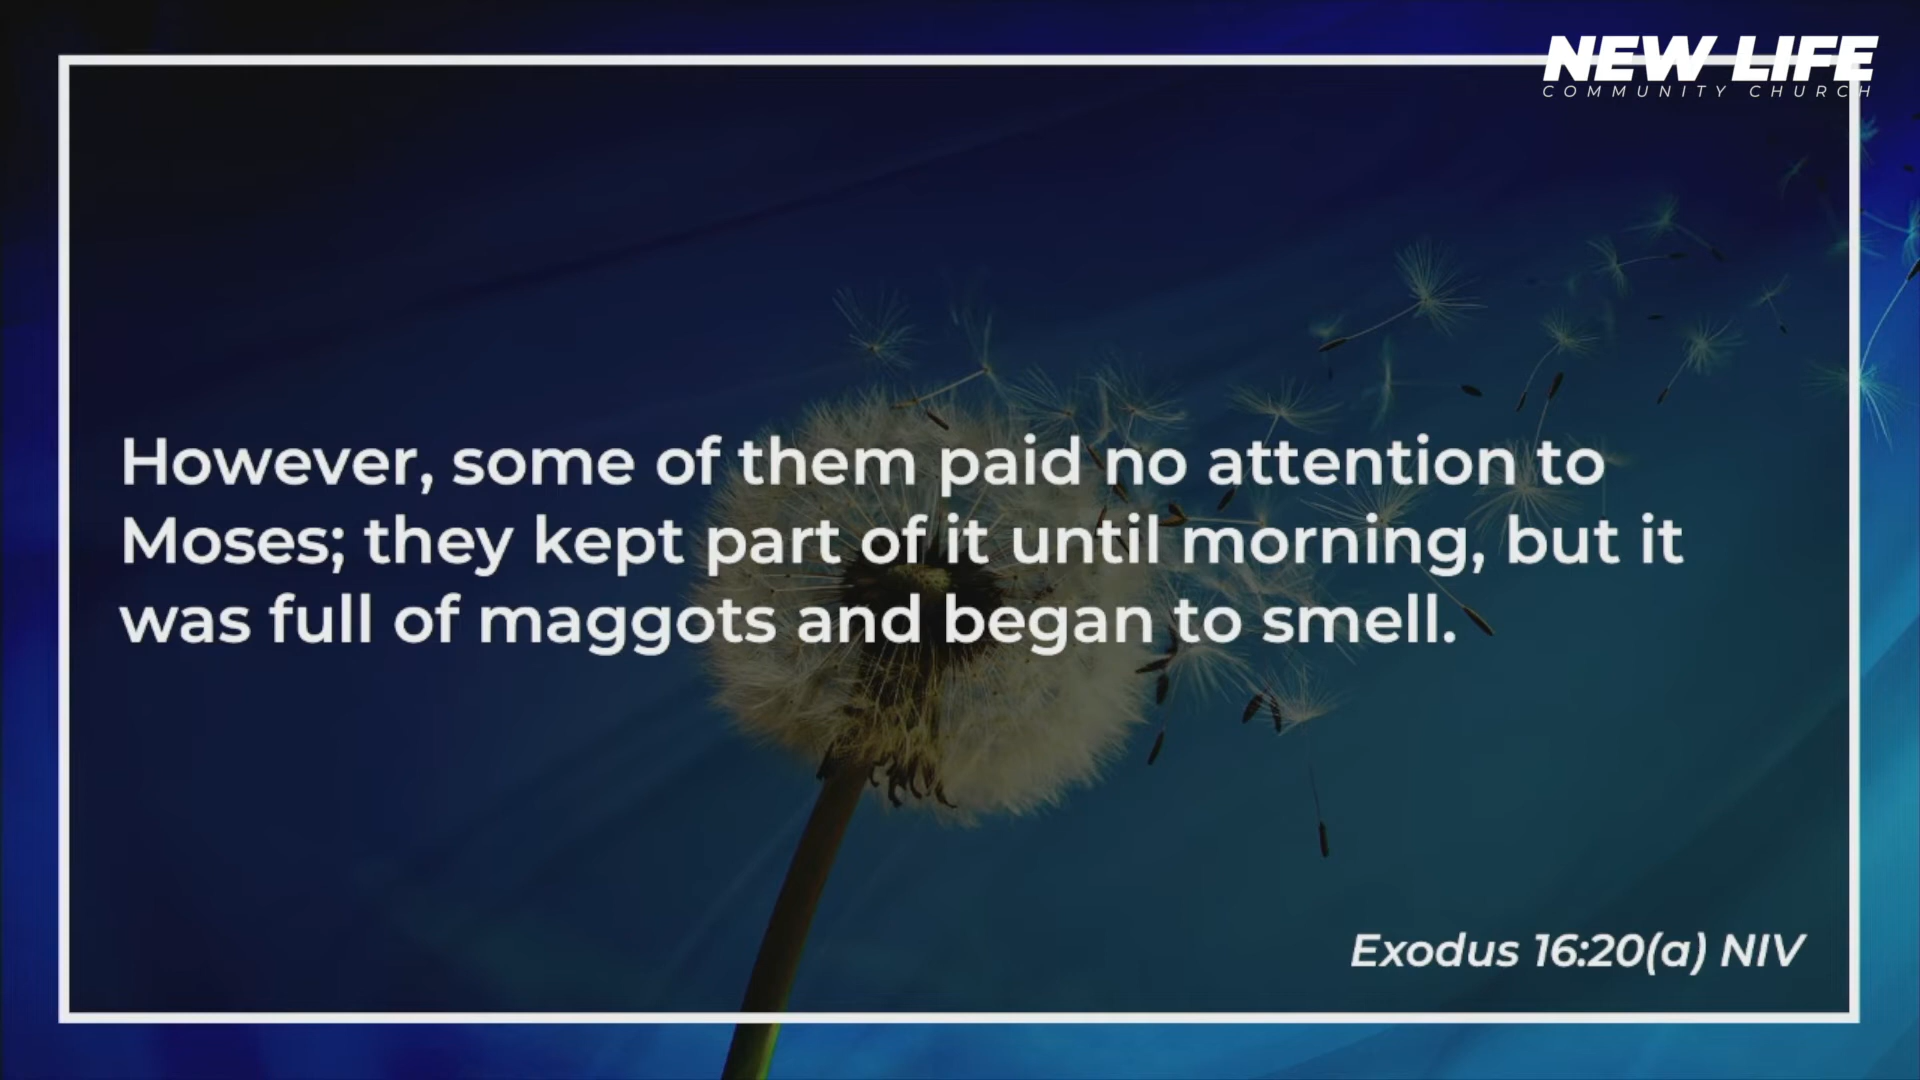 NEW LIFE
COMMUNITY CHURCH
However, some of them paid no attention to
Moses; they kept part of it until morning, but it
was full of maggots and began to smell.
Exodus 16:20(a) NIV